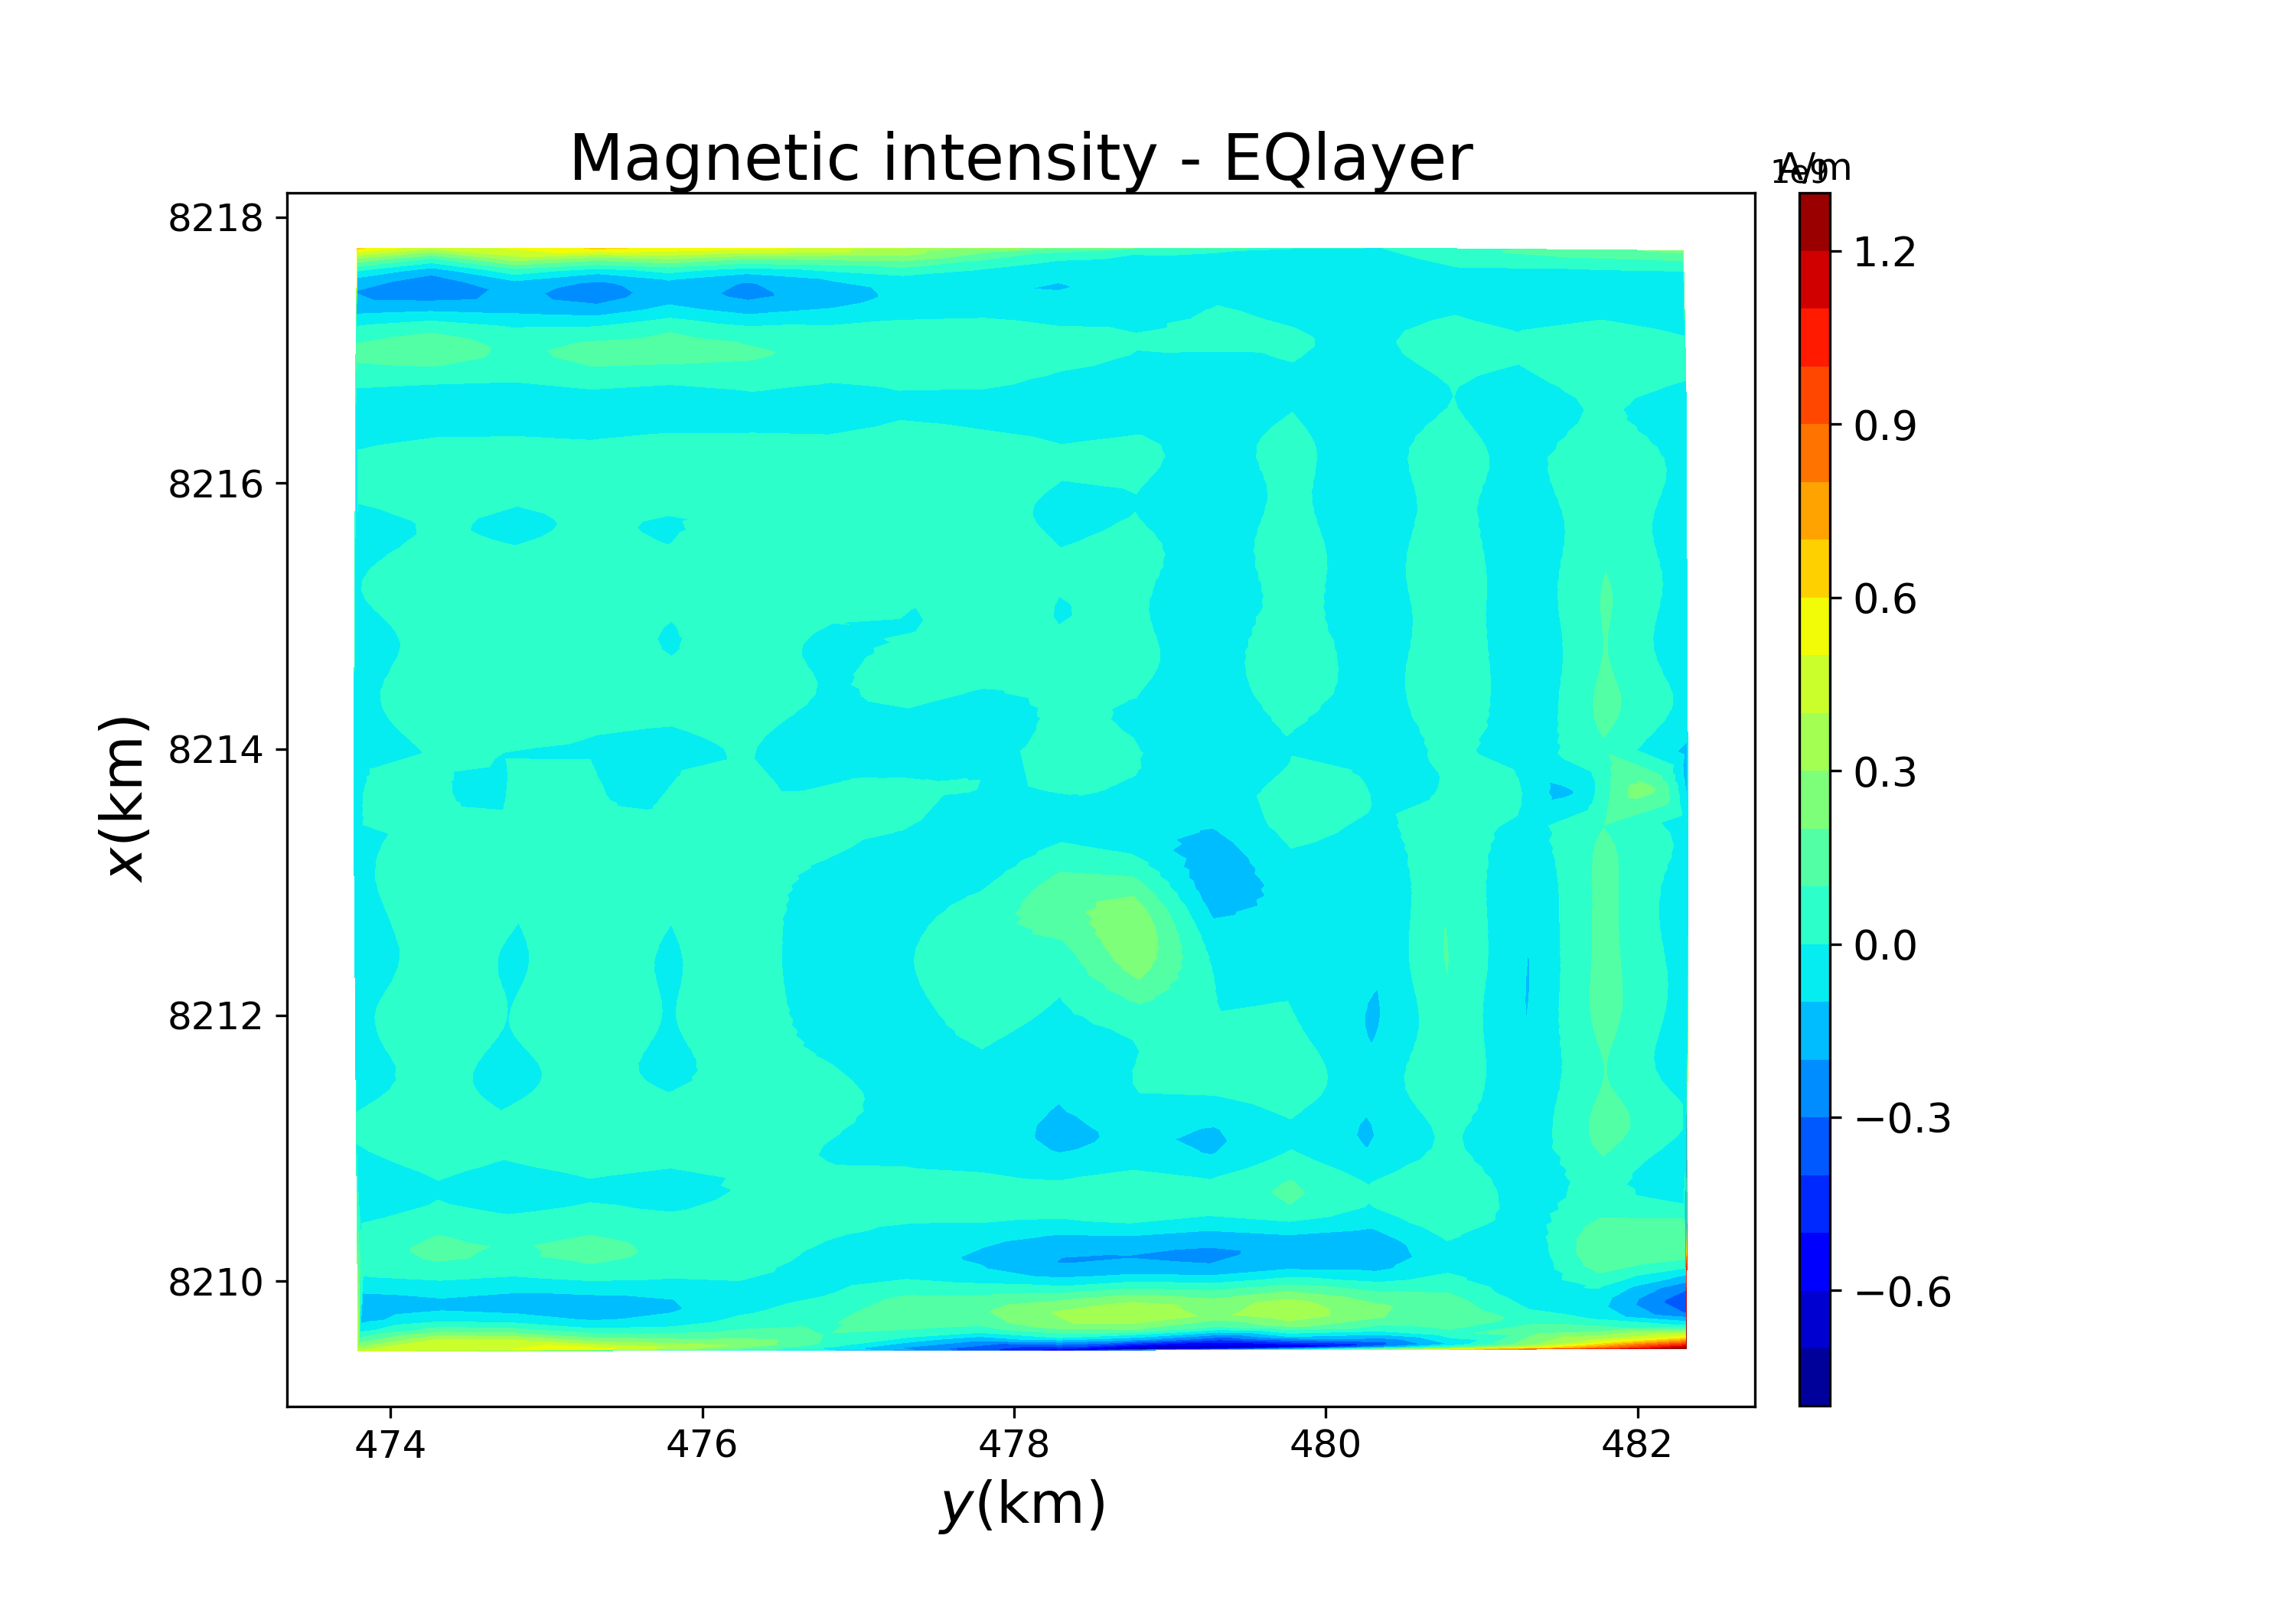 Magnetic intensity - EQlayer
A/m
1e9
8218
8216
8214
8212
8210
x(km)
474 476 478 480 482
y(km)
1.2
0.9
0.6
0.3
0.0
−0.3
−0.6